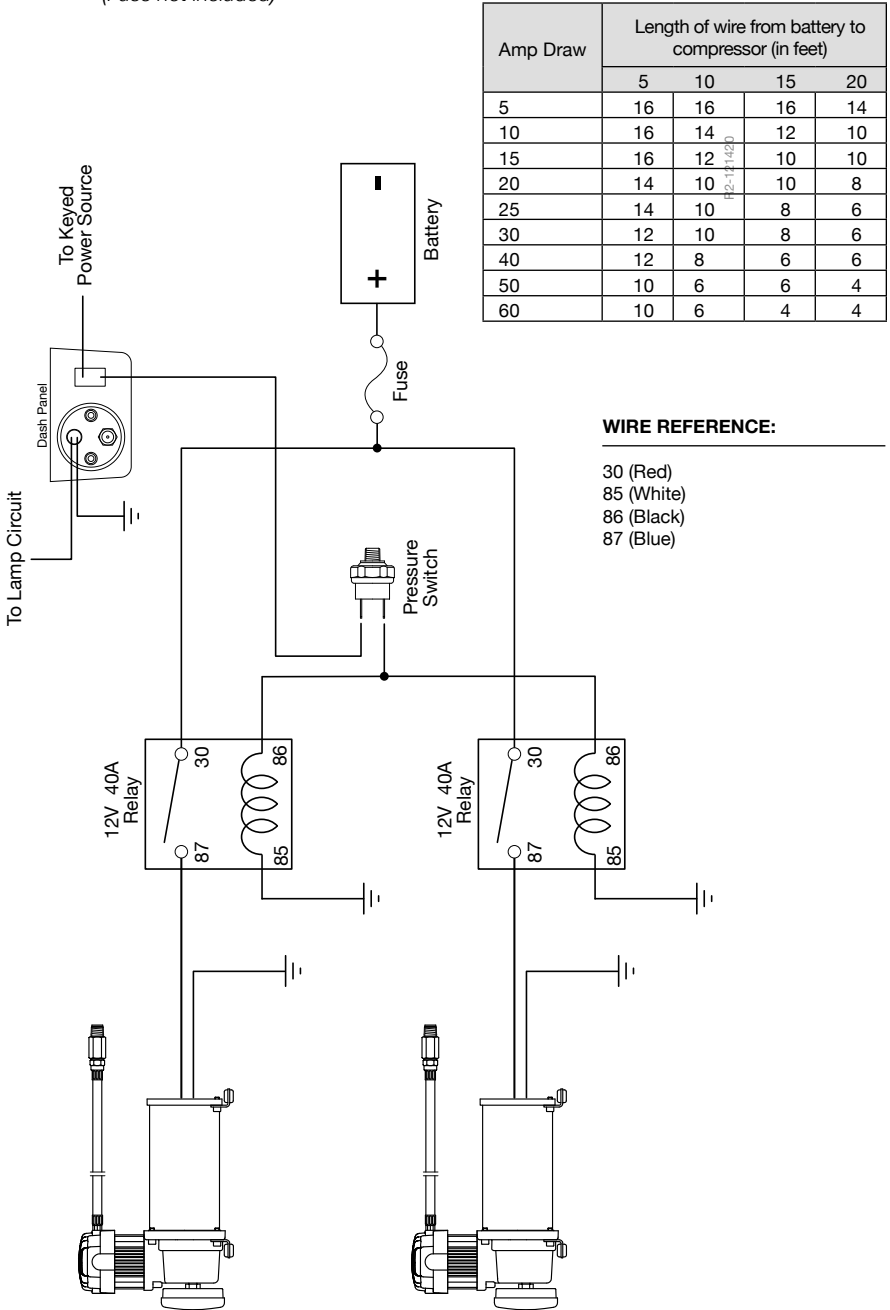 (Fuse not included)
Amp Draw
Length of wire from battery to
compressor (in feet)
5 10 15 20
5 16 16 16 14
10 16 14 12 10
15 16 12 10 10
20 14 10 10 8
25 14 10 8 6
30 12 10 8 6
40 12 8 6 6
50 10 6 6 4
60 10 6 4 4
R2-121420
To Keyed
Power Source
Battery
- +
Fuse
Dash Panel
To Lamp Circuit
Pressure
Switch
WIRE REFERENCE:
30 (Red)
85 (White)
86 (Black)
87 (Blue)
12V 40A
Relay
30
86
87
85
12V 40A
Relay
30
86
87
85